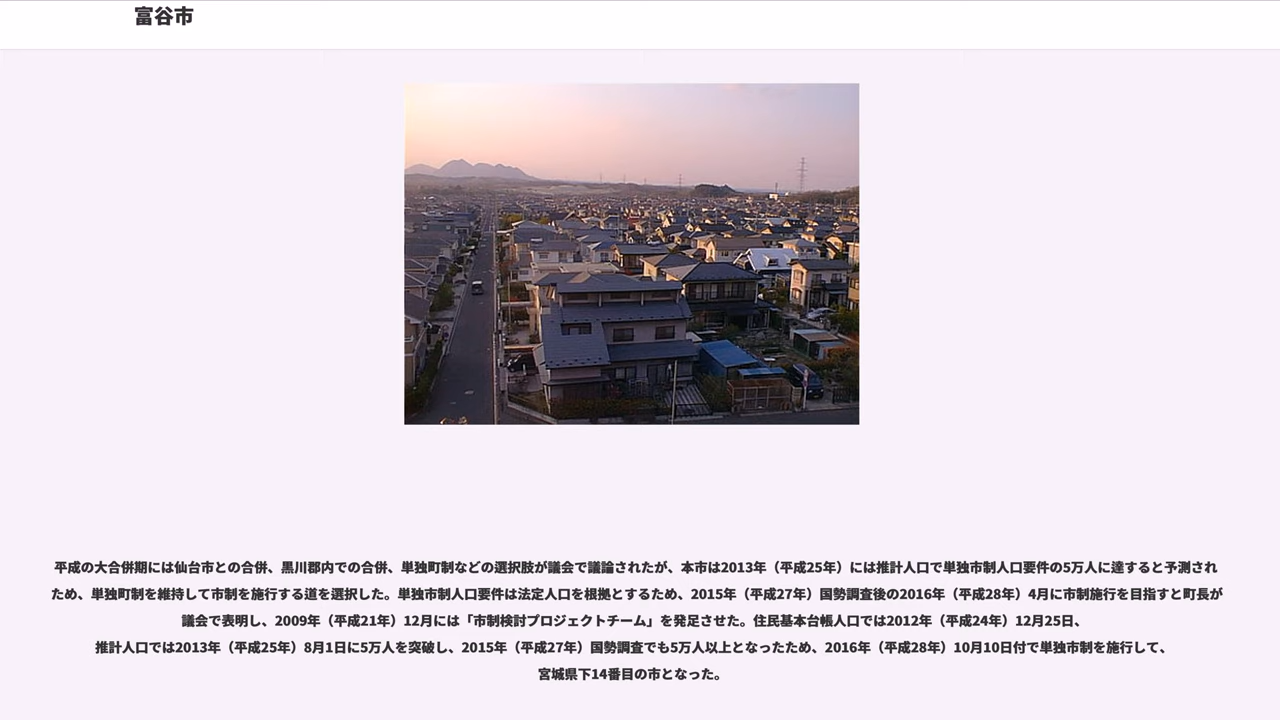 富谷市
平成の大合併期には仙台市との合併、黒川郡内での合併、単独町制などの選択肢が議会で議論されたが、本市は2013年（平成25年）には推計人口で単独市制人口要件の5万人に達すると予測され
ため、単独町制を維持して市制を施行する道を選択した。単独市制人口要件は法定人口を根拠とするため、2015年（平成27年）国勢調査後の2016年（平成28年）4月に市制施行を目指すと町長が
議会で表明し、2009年（平成21年）12月には「市制検討プロジェクトチーム」を発足させた。住民基本台帳人口では2012年（平成24年）12月25日、
推計人口では2013年（平成25年）8月1日に5万人を突破し、2015年（平成27年）国勢調査でも5万人以上となったため、2016年（平成28年）10月10日付で単独市制を施行して、
宮城県下14番目の市となった。